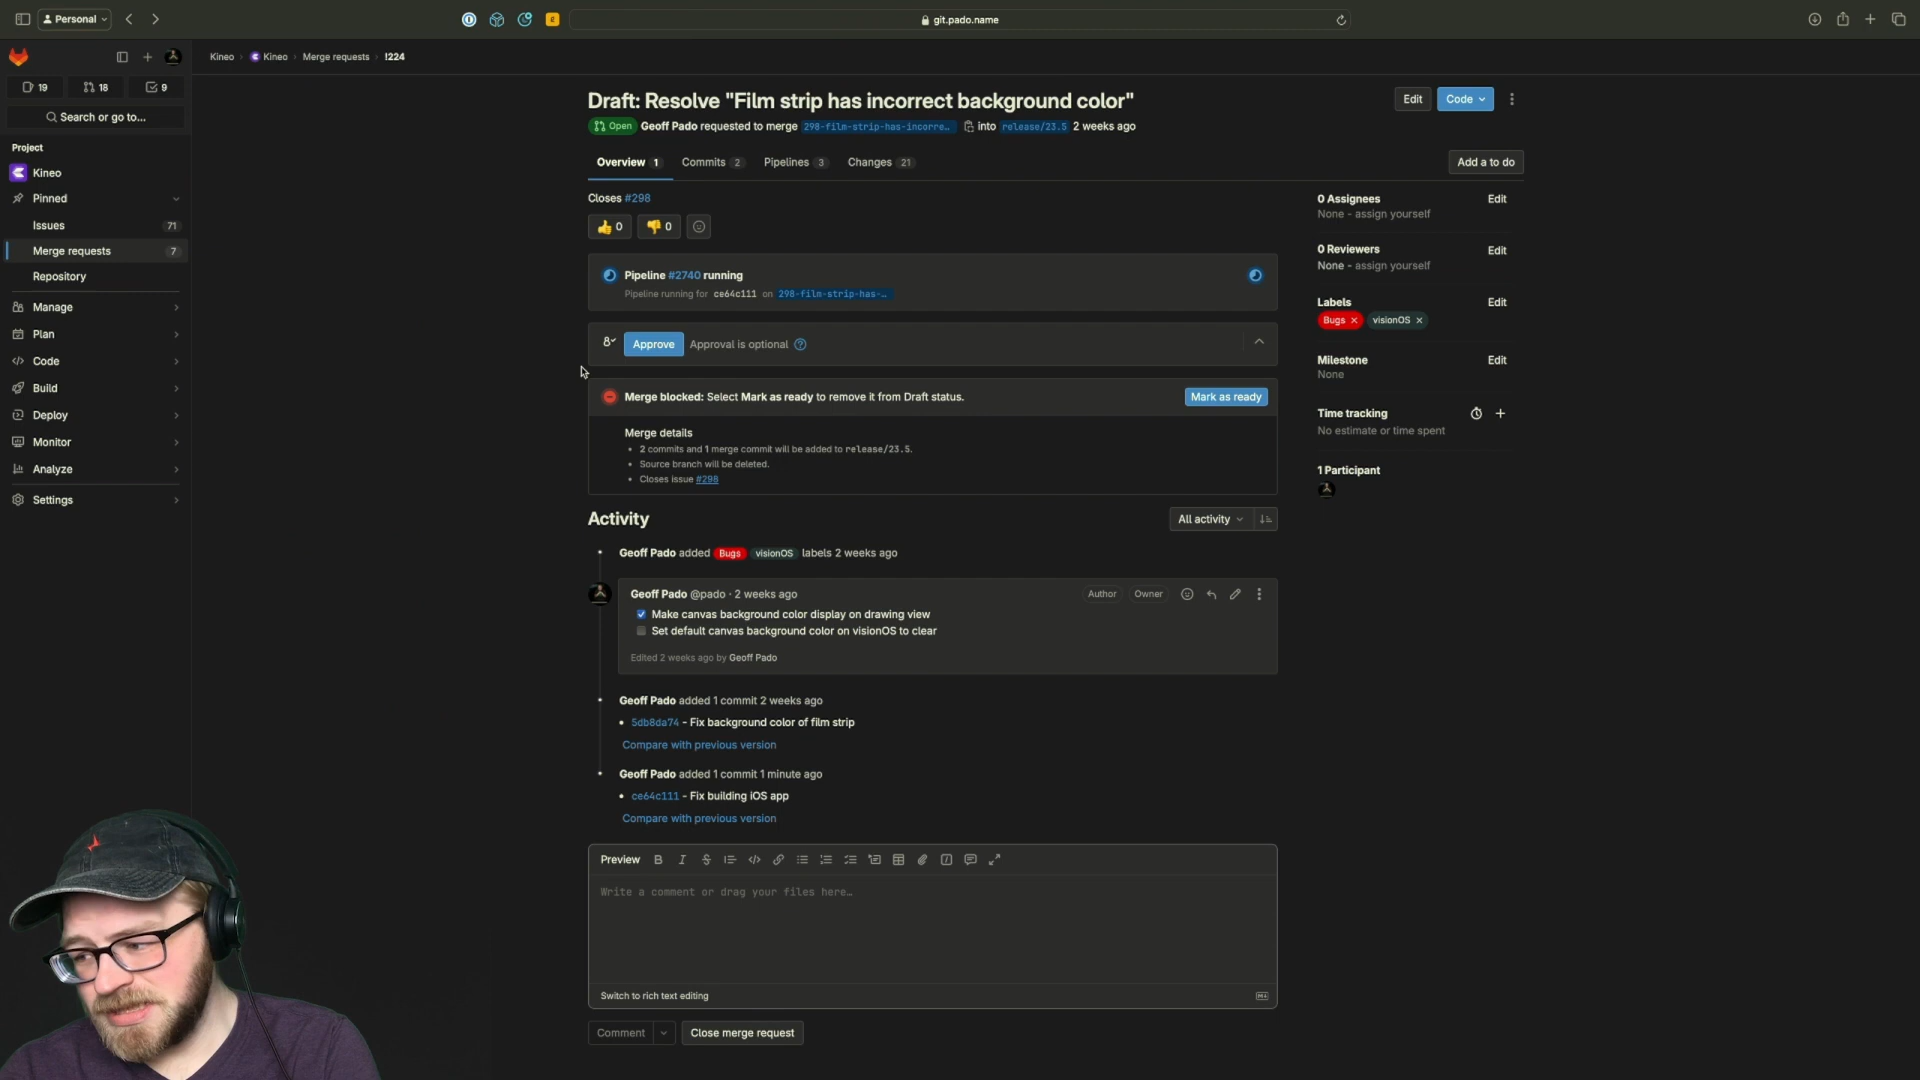 Personal
git.pado.name
19
18
9
Search or go to...
Project
Kineo
Pinned
Issues 71
Merge requests 7
Repository
Manage
Plan
Code
Build
Deploy
Monitor
Analyze
Settings
Kineo › Kineo › Merge requests › !224
Draft: Resolve "Film strip has incorrect background color"
Edit
Code
Open Geoff Pado requested to merge 298-film-strip-has-incorre… into release/23.5 2 weeks ago
Overview 1 Commits 2 Pipelines 3 Changes 21
Add a to do
Closes #298
👍 0 👎 0
Pipeline #2740 running
Pipeline running for ce64c111 on 298-film-strip-has-…
Approve Approval is optional
Merge blocked: Select Mark as ready to remove it from Draft status.
Mark as ready
Merge details
• 2 commits and 1 merge commit will be added to release/23.5.
• Source branch will be deleted.
• Closes issue #298
Activity
All activity
Geoff Pado added Bugs visionOS labels 2 weeks ago
Geoff Pado @pado · 2 weeks ago
Author Owner
Make canvas background color display on drawing view
Set default canvas background color on visionOS to clear
Edited 2 weeks ago by Geoff Pado
Geoff Pado added 1 commit 2 weeks ago
• 5db8da74 - Fix background color of film strip
Compare with previous version
Geoff Pado added 1 commit 1 minute ago
• ce64c111 - Fix building iOS app
Compare with previous version
Preview B I S
Write a comment or drag your files here…
Switch to rich text editing
Comment
Close merge request
0 Assignees Edit
None - assign yourself
0 Reviewers Edit
None - assign yourself
Labels Edit
Bugs × visionOS ×
Milestone Edit
None
Time tracking
No estimate or time spent
1 Participant